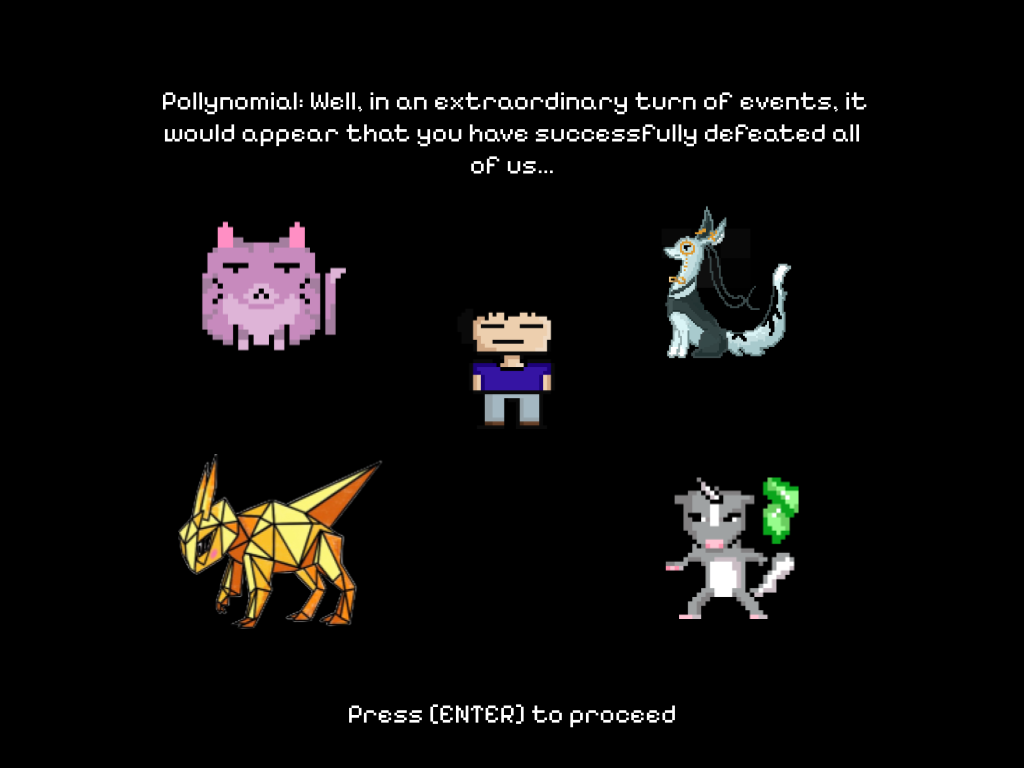 Pollynomial: Well, in an extraordinary turn of events, it
would appear that you have successfully defeated all
of us...
Press (ENTER) to proceed